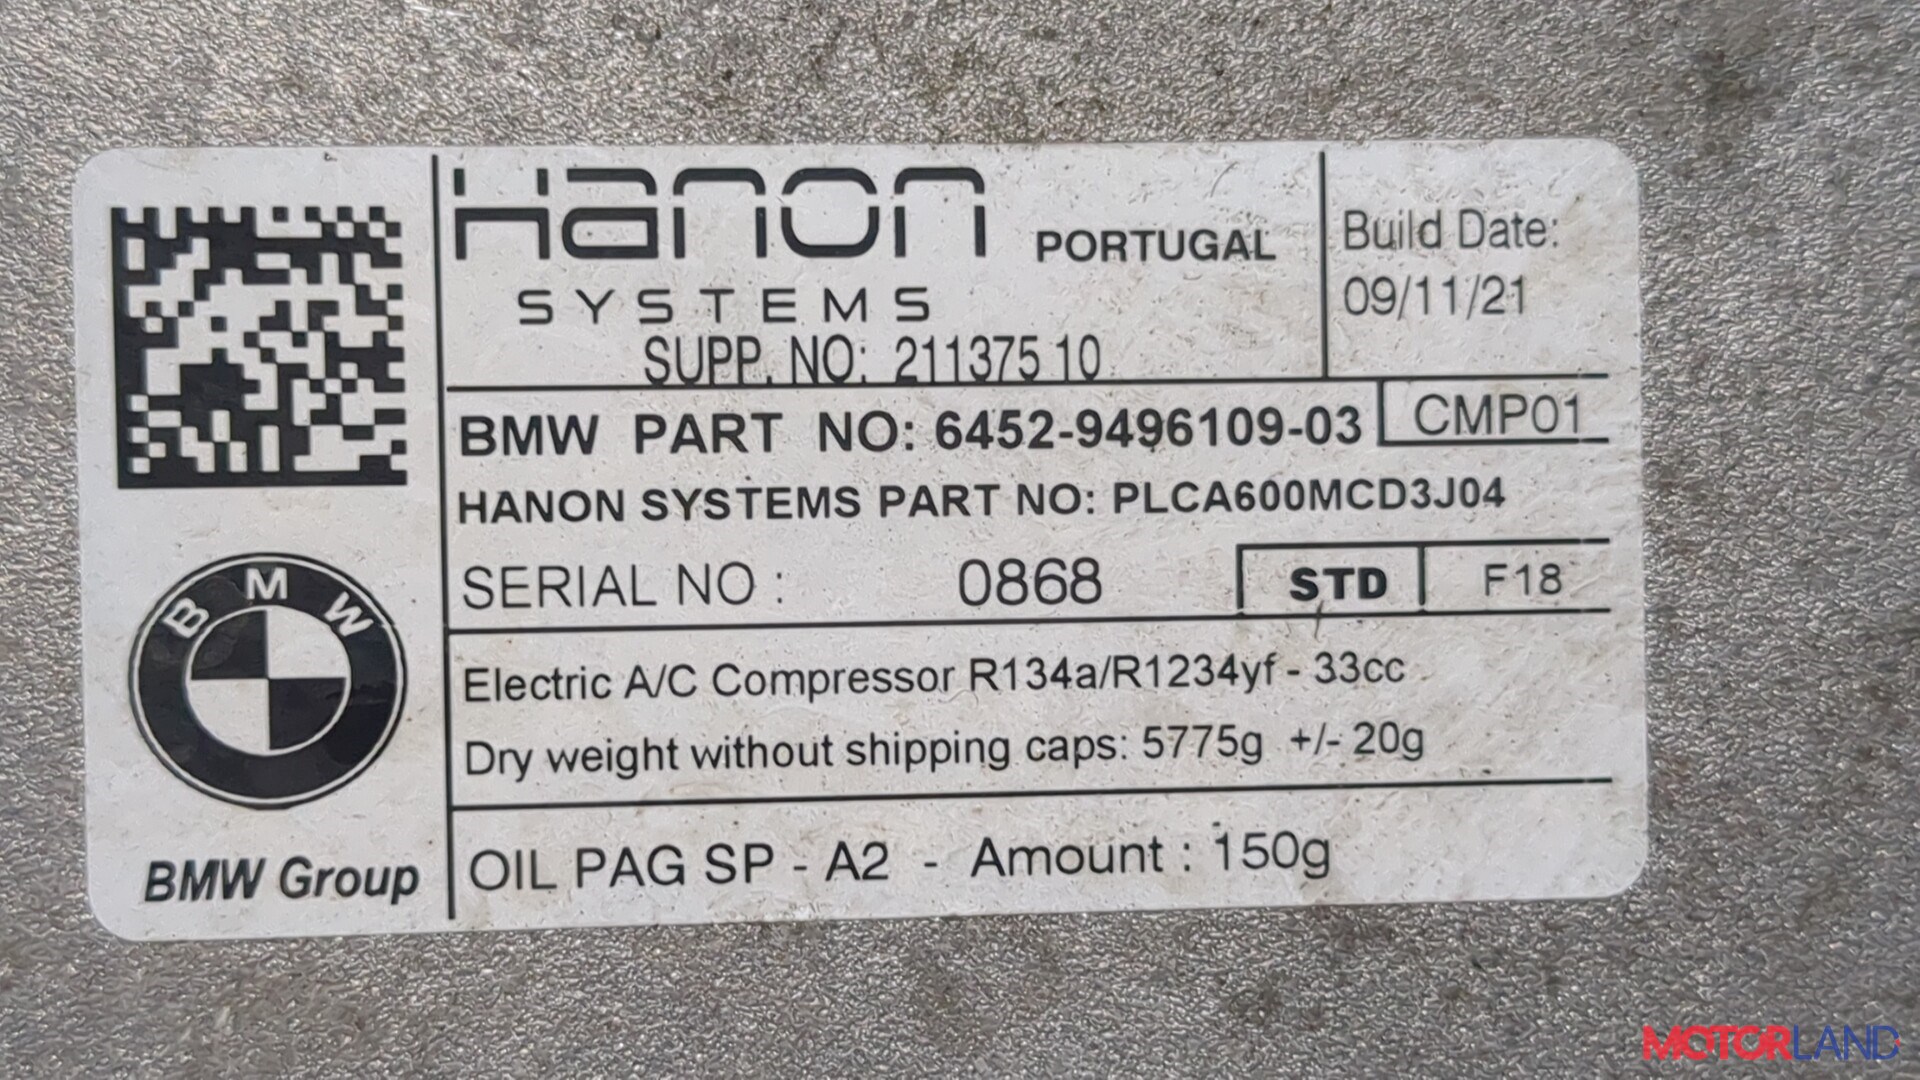 Hanon
SYSTEMS
PORTUGAL
Build Date:
09/11/21
SUPP. NO: 211375 10
BMW PART NO: 6452-9496109-03
CMP01
HANON SYSTEMS PART NO: PLCA600MCD3J04
SERIAL NO : 0868
STD
F18
Electric A/C Compressor R134a/R1234yf - 33cc
Dry weight without shipping caps: 5775g +/- 20g
OIL PAG SP - A2 - Amount : 150g
BMW
BMW Group
MOTORLAND